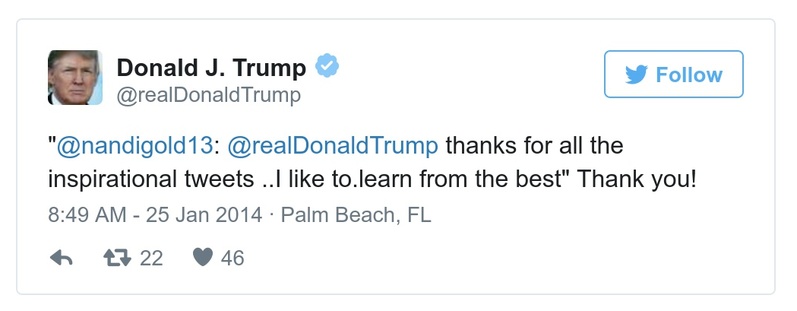 Donald J. Trump
Follow
@realDonaldTrump
"@nandigold13: @realDonaldTrump thanks for all the
inspirational tweets ..I like to.learn from the best" Thank you!
8:49 AM - 25 Jan 2014 · Palm Beach, FL
22 46